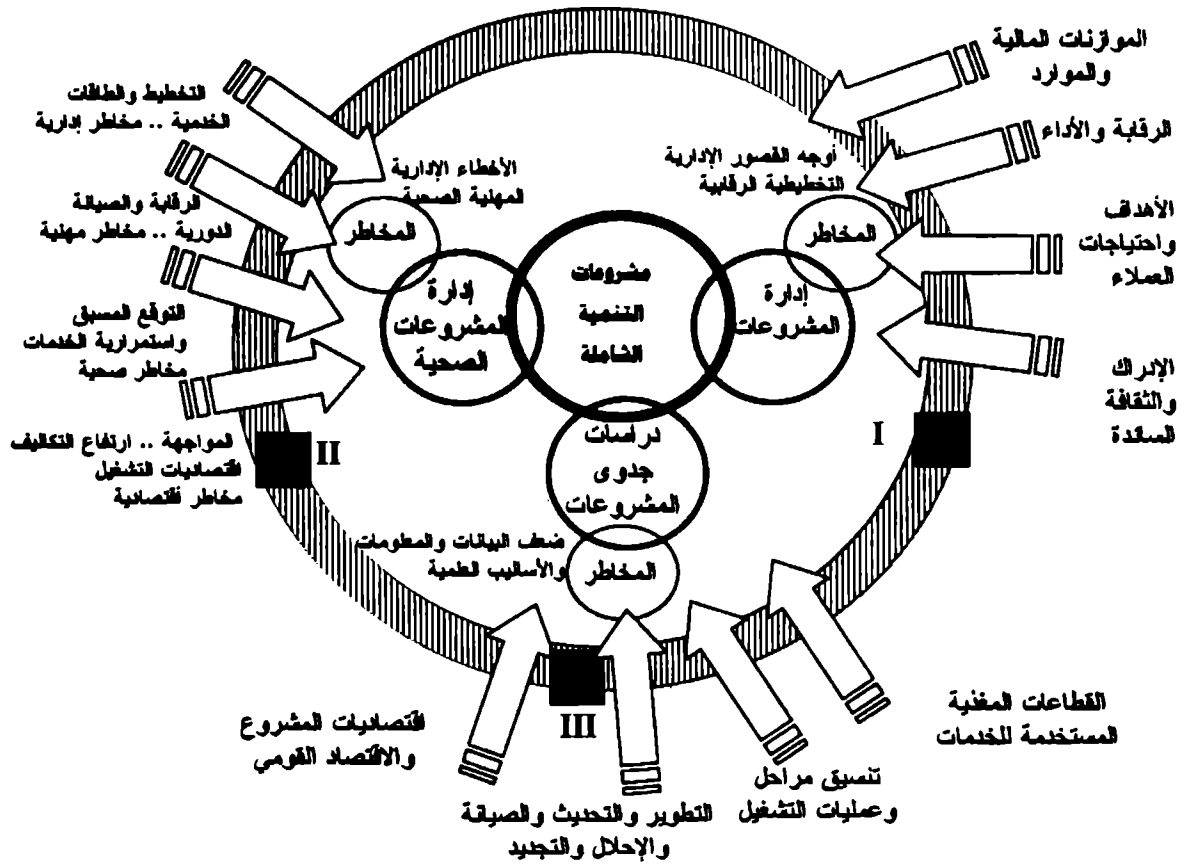 الموازنات المالية
والموارد
الرقابة والأداء
الأهداف
واحتياجات
العملاء
الإدراك
والثقافة
السائدة
التخطيط والطاقات
الخدمية .. مخاطر إدارية
الرقابة والصيانة
الدورية .. مخاطر مهنية
التوقع المسبق
واستمرارية الخدمات
مخاطر صحية
المواجهة .. ارتفاع التكاليف
اقتصاديات التشغيل
مخاطر اقتصادية
أوجه القصور الإدارية
التخطيطية الرقابية
المخاطر
إدارة
المشروعات
مشروعات
التنمية
الشاملة
الأخطاء الإدارية
المهنية الصحية
المخاطر
إدارة
المشروعات
الصحية
I
II
دراسات
جدوى
المشروعات
ضعف البيانات والمعلومات
والأساليب العلمية
المخاطر
III
القطاعات المغذية
المستخدمة للخدمات
تنسيق مراحل
وعمليات التشغيل
التطوير والتحديث والصيانة
والإحلال والتجديد
اقتصاديات المشروع
والاقتصاد القومي